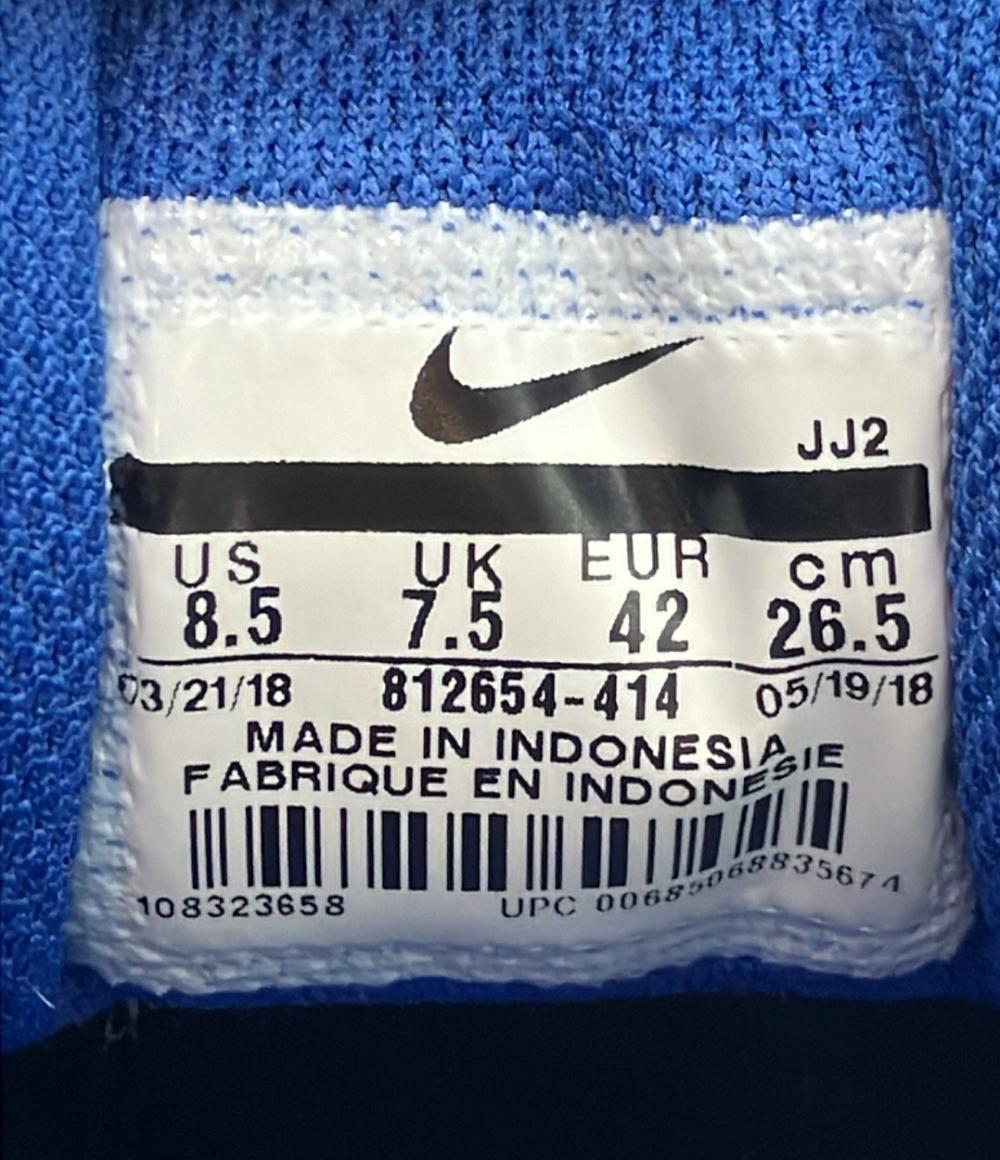 JJ2
US UK EUR cm
8.5 7.5 42 26.5
03/21/18 812654-414 05/19/18
MADE IN INDONESIA
FABRIQUE EN INDONESIE
108323658 UPC 00685068835674